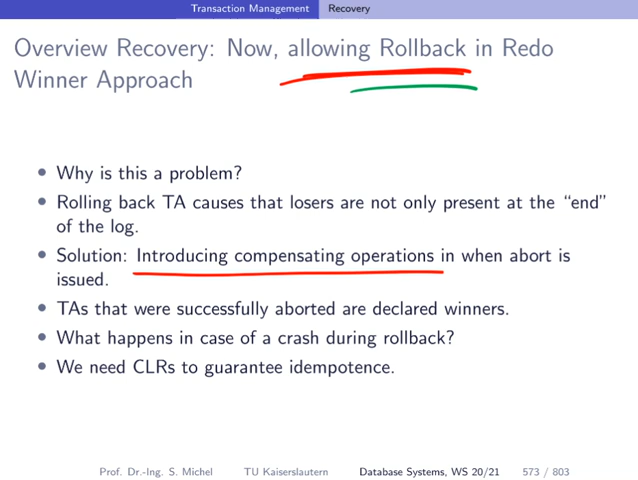 Transaction Management Recovery
Overview Recovery: Now, allowing Rollback in Redo
Winner Approach
• Why is this a problem?
• Rolling back TA causes that losers are not only present at the “end”
of the log.
• Solution: Introducing compensating operations in when abort is
issued.
• TAs that were successfully aborted are declared winners.
• What happens in case of a crash during rollback?
• We need CLRs to guarantee idempotence.
Prof. Dr.-Ing. S. Michel TU Kaiserslautern Database Systems, WS 20/21 573 / 803